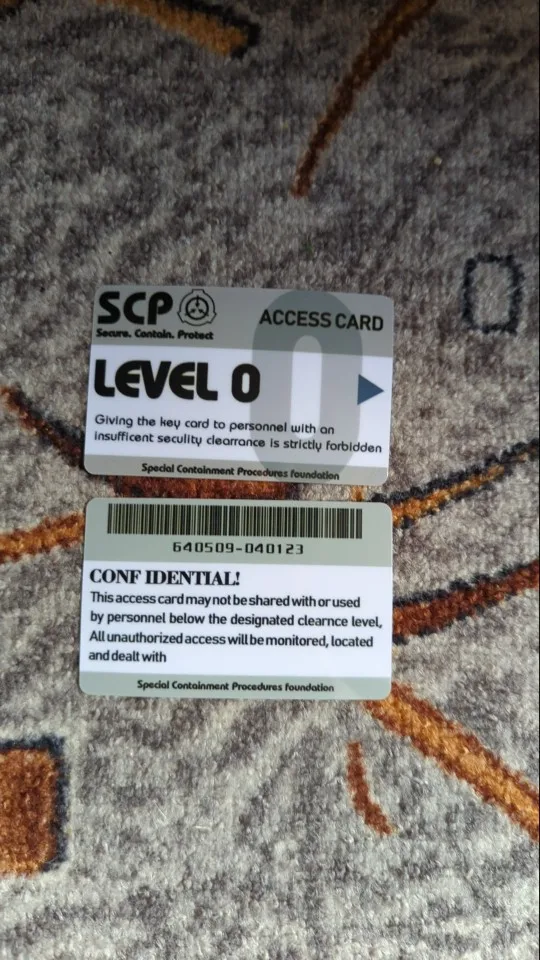 SCP
ACCESS CARD
Secure. Contain. Protect
LEVEL 0
0
Giving the key card to personnel with an
insufficent seculity clearrance is strictly forbidden
Special Containment Procedures foundation
640509-040123
CONF IDENTIAL!
This access card may not be shared with or used
by personnel below the designated clearnce level,
All unauthorized access will be monitored, located
and dealt with
Special Containment Procedures foundation